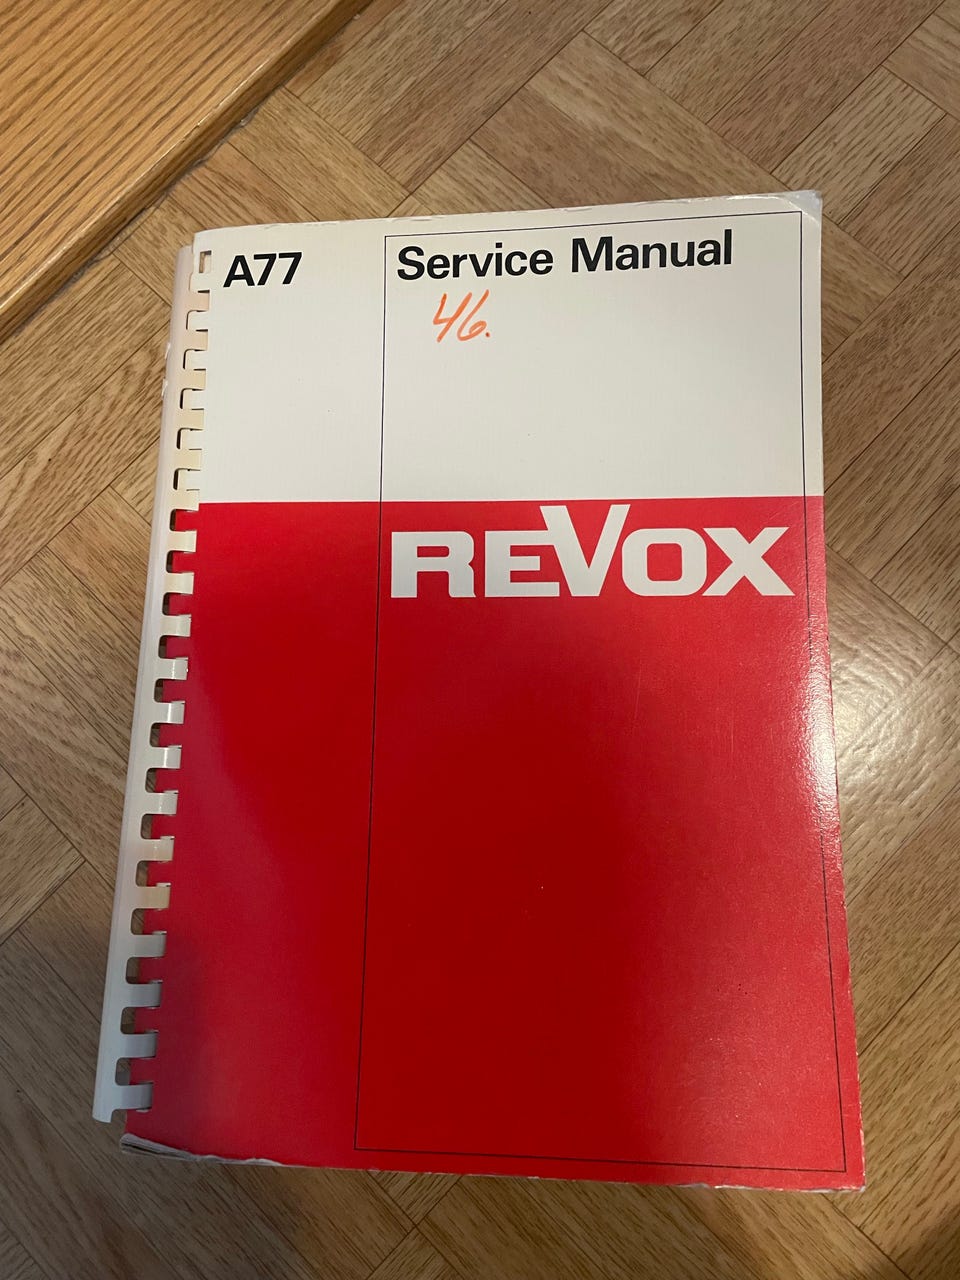 A77
Service Manual
46.
REVOX